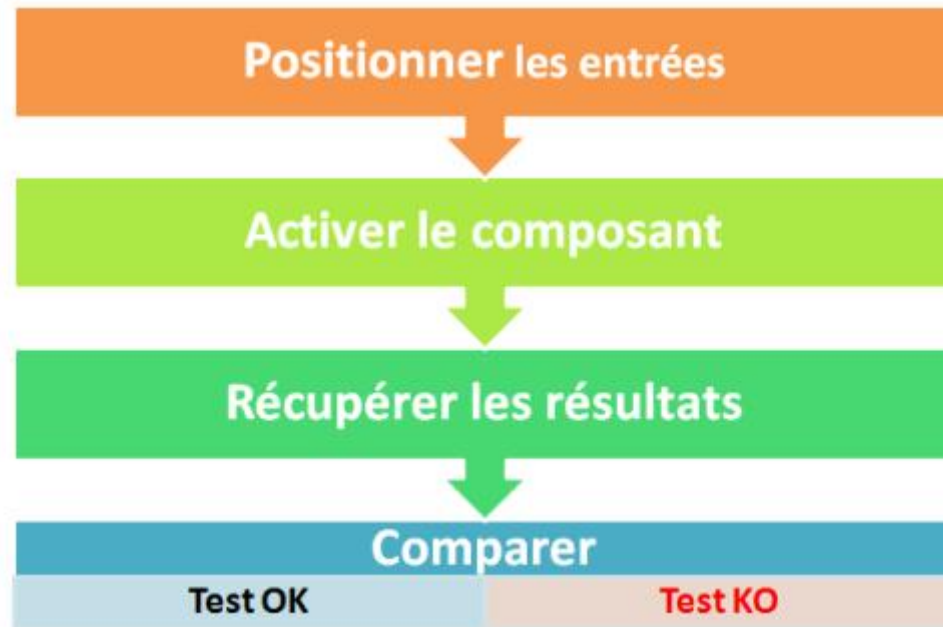 Positionner les entrées
Activer le composant
Récupérer les résultats
Comparer
Test OK
Test KO